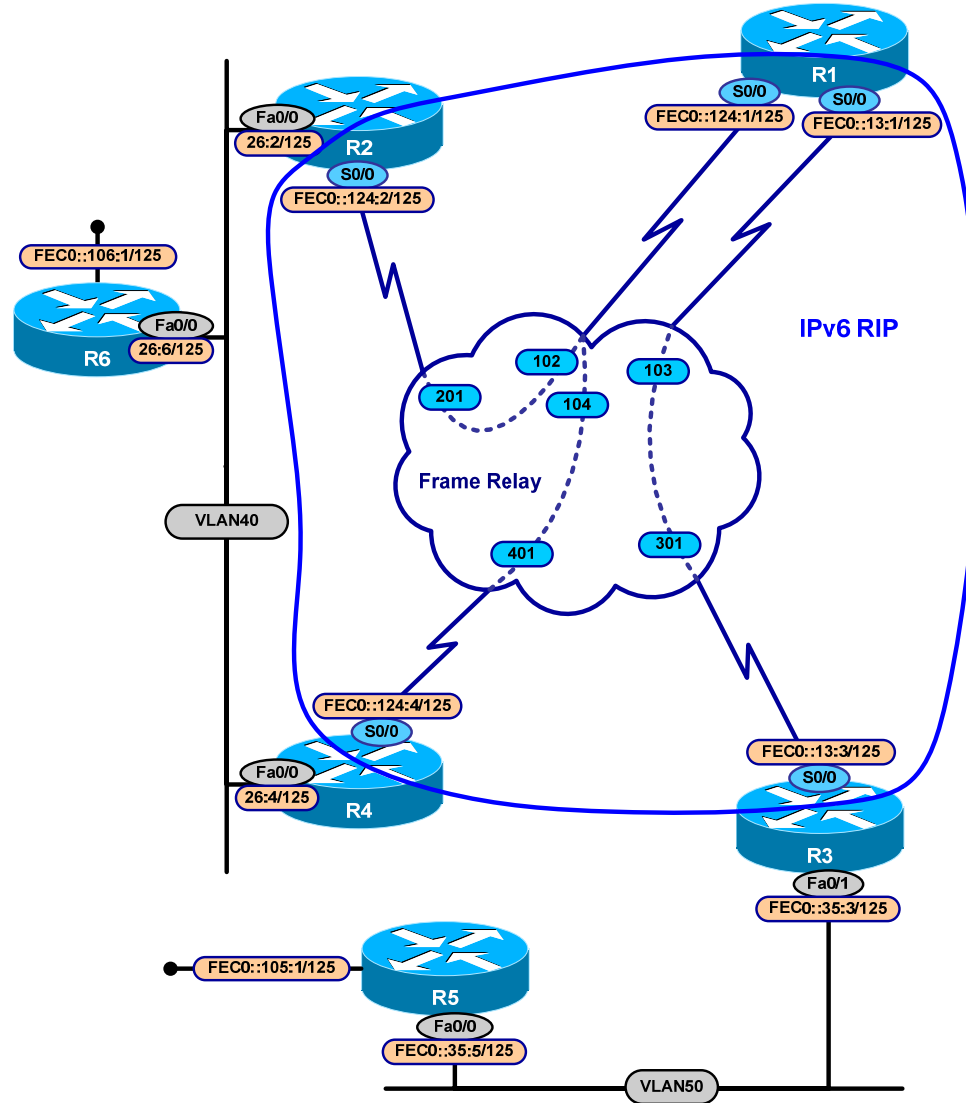 R1
S0/0
S0/0
FEC0::124:1/125
FEC0::13:1/125
Fa0/0
26:2/125
R2
S0/0
FEC0::124:2/125
FEC0::106:1/125
Fa0/0
26:6/125
R6
IPv6 RIP
102
103
201
104
Frame Relay
VLAN40
401
301
FEC0::124:4/125
S0/0
Fa0/0
26:4/125
R4
FEC0::13:3/125
S0/0
R3
Fa0/1
FEC0::35:3/125
FEC0::105:1/125
R5
Fa0/0
FEC0::35:5/125
VLAN50